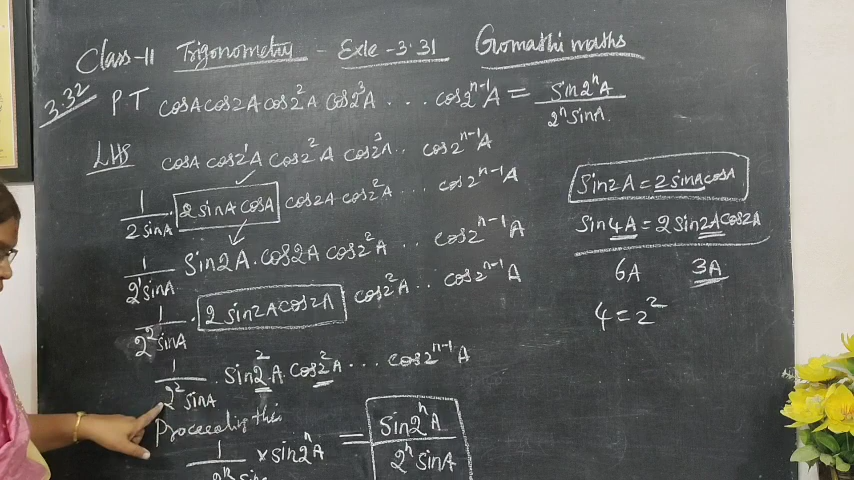 Class-11 Trigonometry - Exle - 3.31 Gomathi maths
3.32 P.T cosA cos2A cos2²A cos2³A ... cos2ⁿ⁻¹A = sin2ⁿA / 2ⁿ sinA.
LHS cosA cos2¹A cos2²A cos2³A .. cos2ⁿ⁻¹A
1 / 2 sinA · 2 sinA cosA cos2A cos2²A ... cos2ⁿ⁻¹A
1 / 2¹ sinA sin2A · cos2A cos2²A .. cos2ⁿ⁻¹A
1 / 2² sinA · 2 sin2A cos2A cos2²A .. cos2ⁿ⁻¹A
1 / 2² sinA · sin2²A cos2²A ... cos2ⁿ⁻¹A
Proceeding this
1 / 2ⁿ sin × sin2ⁿA = sin2ⁿA / 2ⁿ sinA
Sin2A = 2 sinA cosA
Sin4A = 2 Sin2A cos2A
6A 3A
4 = 2²